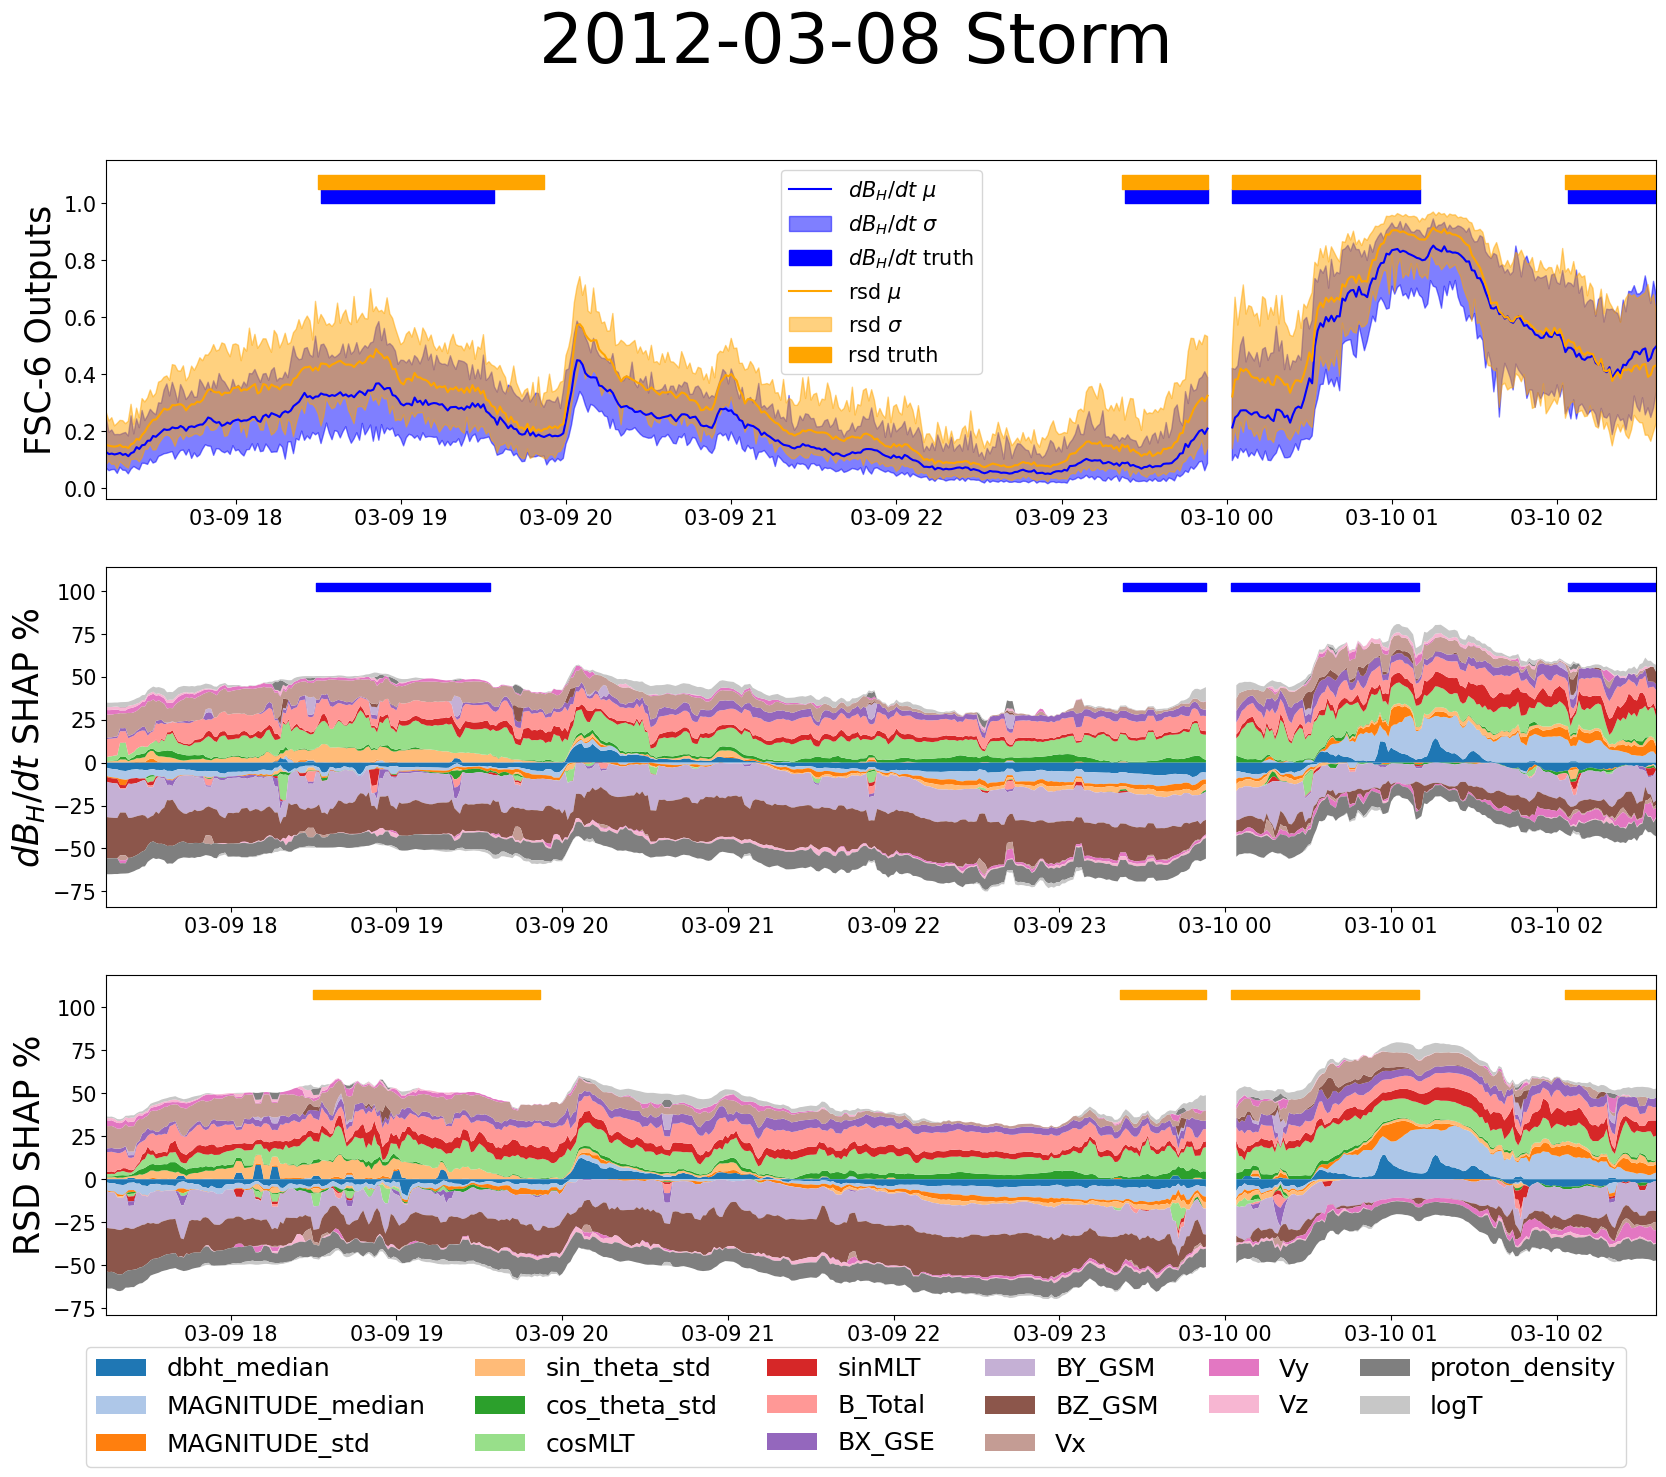 2012-03-08 Storm
FSC-6 Outputs
1.0
0.8
0.6
0.4
0.2
0.0
dB_H/dt μ
dB_H/dt σ
dB_H/dt truth
rsd μ
rsd σ
rsd truth
03-09 18 03-09 19 03-09 20 03-09 21 03-09 22 03-09 23 03-10 00 03-10 01 03-10 02
dB_H/dt SHAP %
100
75
50
25
0
−25
−50
−75
03-09 18 03-09 19 03-09 20 03-09 21 03-09 22 03-09 23 03-10 00 03-10 01 03-10 02
RSD SHAP %
100
75
50
25
0
−25
−50
−75
03-09 18 03-09 19 03-09 20 03-09 21 03-09 22 03-09 23 03-10 00 03-10 01 03-10 02
dbht_median sin_theta_std sinMLT BY_GSM Vy proton_density
MAGNITUDE_median cos_theta_std B_Total BZ_GSM Vz logT
MAGNITUDE_std cosMLT BX_GSE Vx